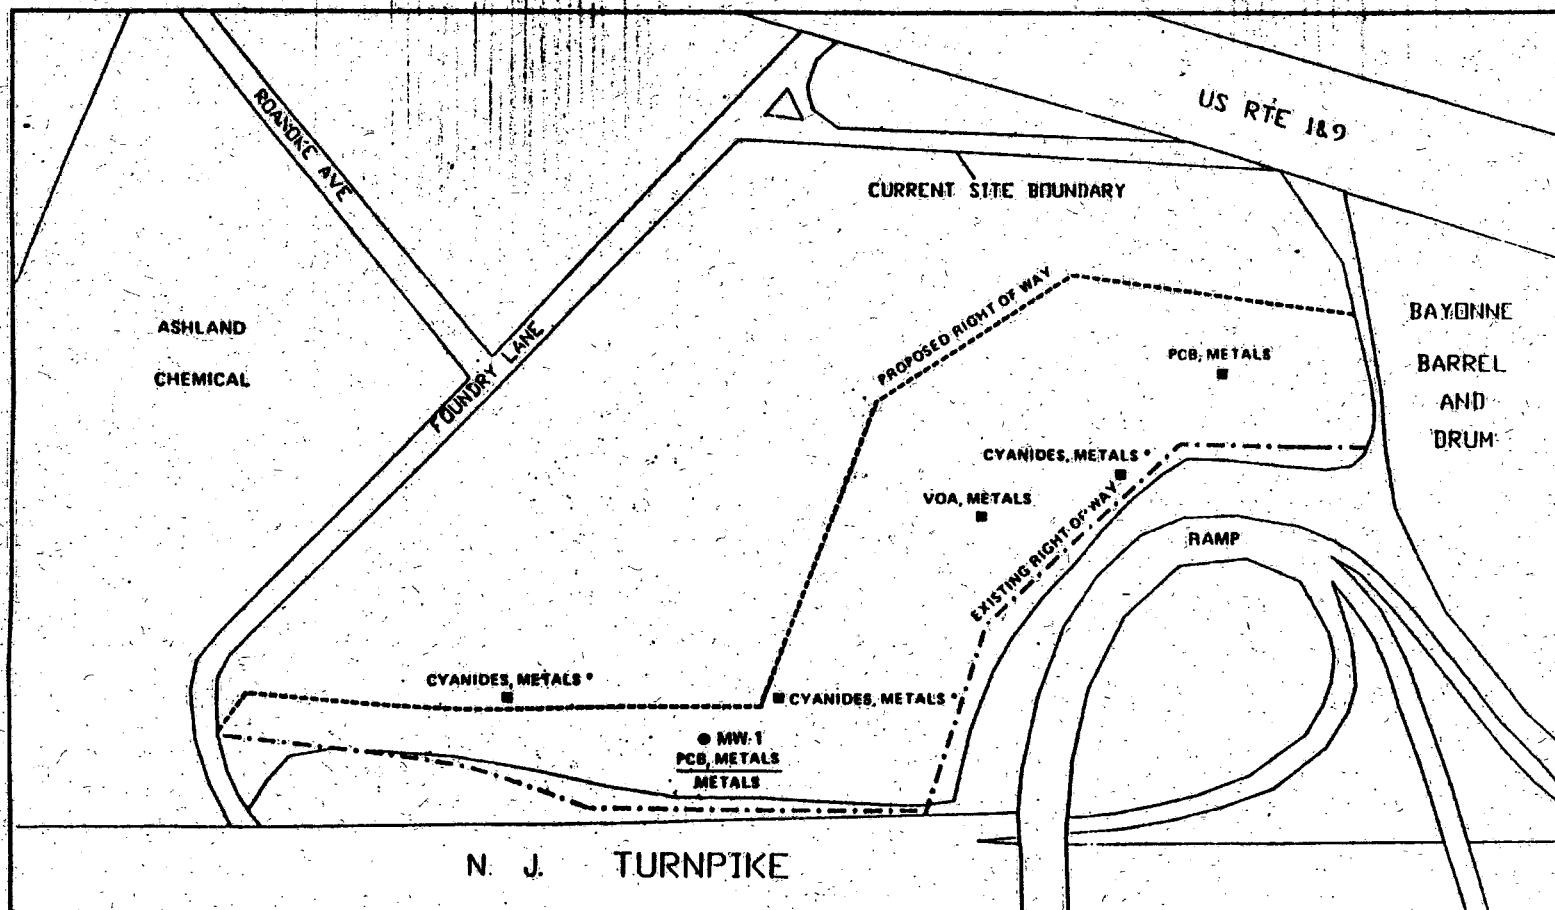 US RTE 1&9
ROANOKE AVE
CURRENT SITE BOUNDARY
ASHLAND
CHEMICAL
FOUNDRY LANE
PROPOSED RIGHT OF WAY
BAYONNE
BARREL
AND
DRUM
PCB, METALS
CYANIDES, METALS *
VOA, METALS
EXISTING RIGHT OF WAY
RAMP
CYANIDES, METALS *
CYANIDES, METALS *
MW-1
PCB, METALS
METALS
N. J. TURNPIKE